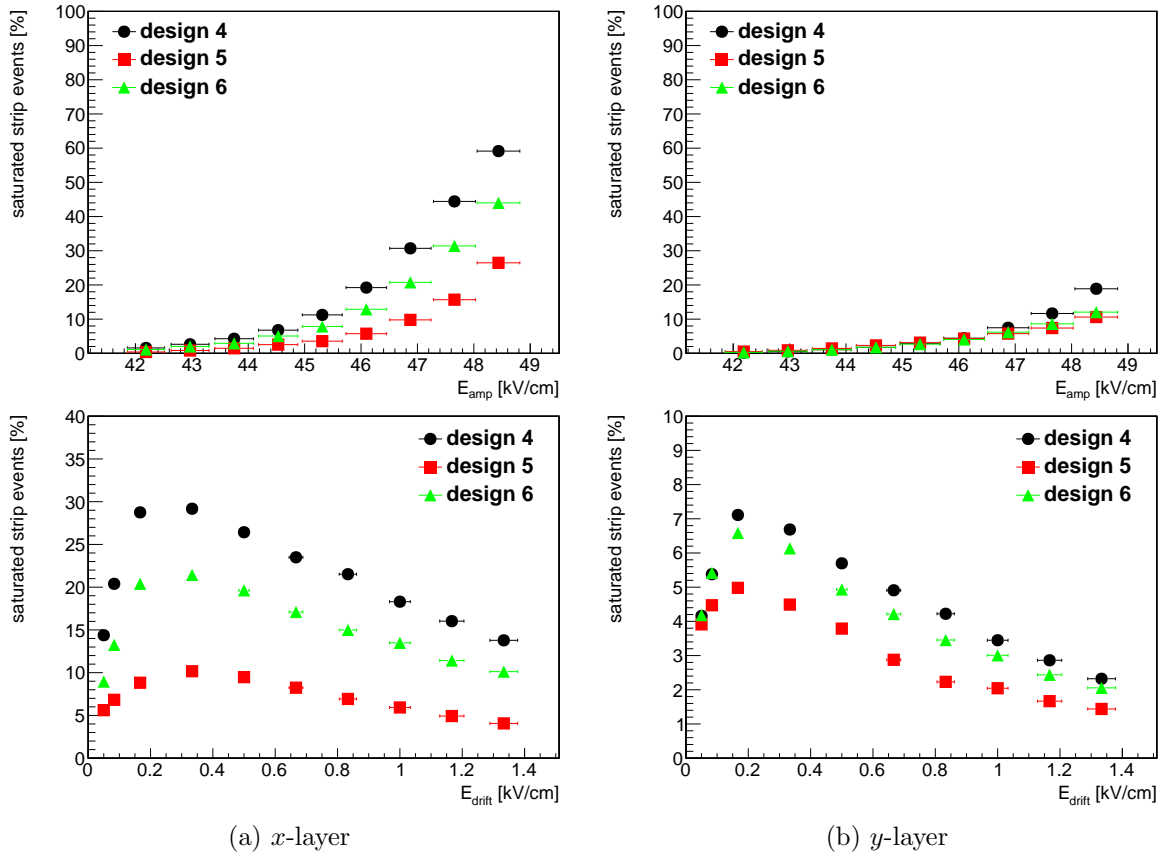 saturated strip events [%]
100
90
80
70
60
50
40
30
20
10
0
design 4
design 5
design 6
42 43 44 45 46 47 48 49
E_amp [kV/cm]
saturated strip events [%]
100
90
80
70
60
50
40
30
20
10
0
design 4
design 5
design 6
42 43 44 45 46 47 48 49
E_amp [kV/cm]
saturated strip events [%]
40
35
30
25
20
15
10
5
0
design 4
design 5
design 6
0 0.2 0.4 0.6 0.8 1 1.2 1.4
E_drift [kV/cm]
saturated strip events [%]
10
9
8
7
6
5
4
3
2
1
0
design 4
design 5
design 6
0 0.2 0.4 0.6 0.8 1 1.2 1.4
E_drift [kV/cm]
(a) x-layer
(b) y-layer